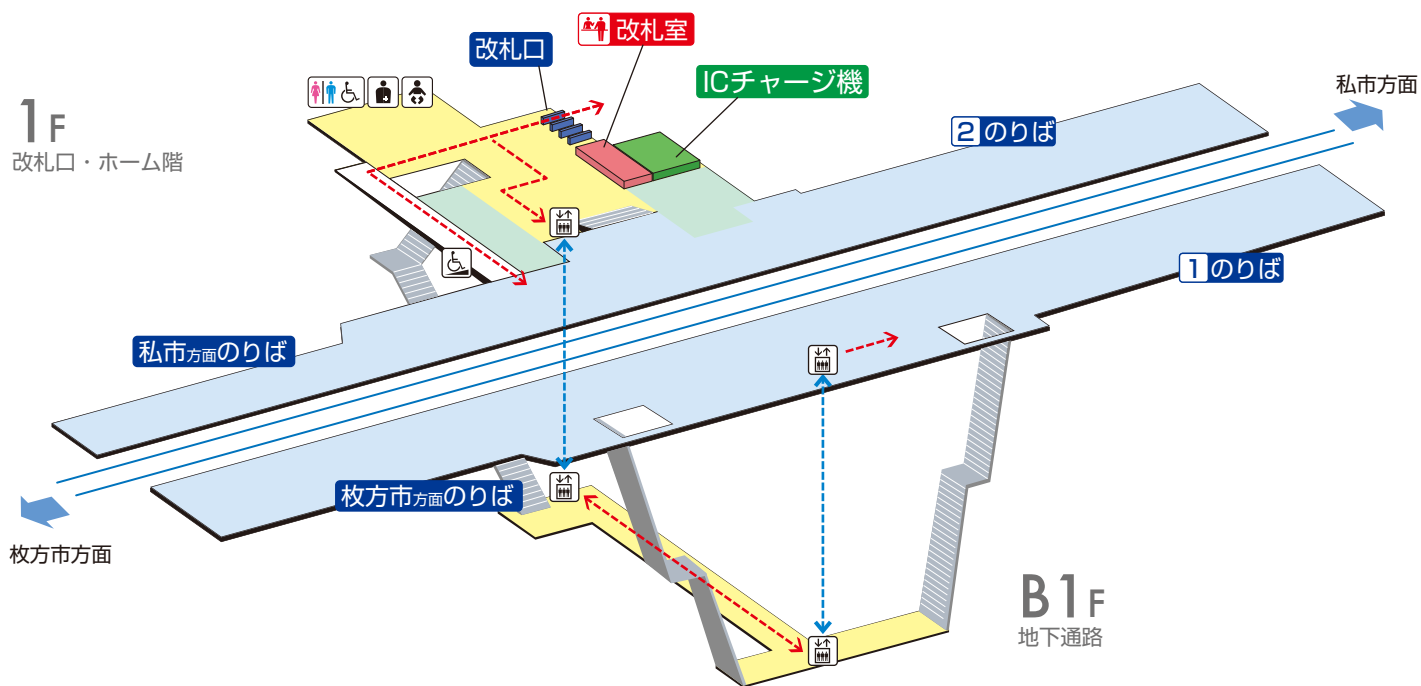 改札室
改札口
ICチャージ機
私市方面
1F
改札口・ホーム階
2のりば
1のりば
私市方面のりば
枚方市方面のりば
枚方市方面
B1F
地下通路